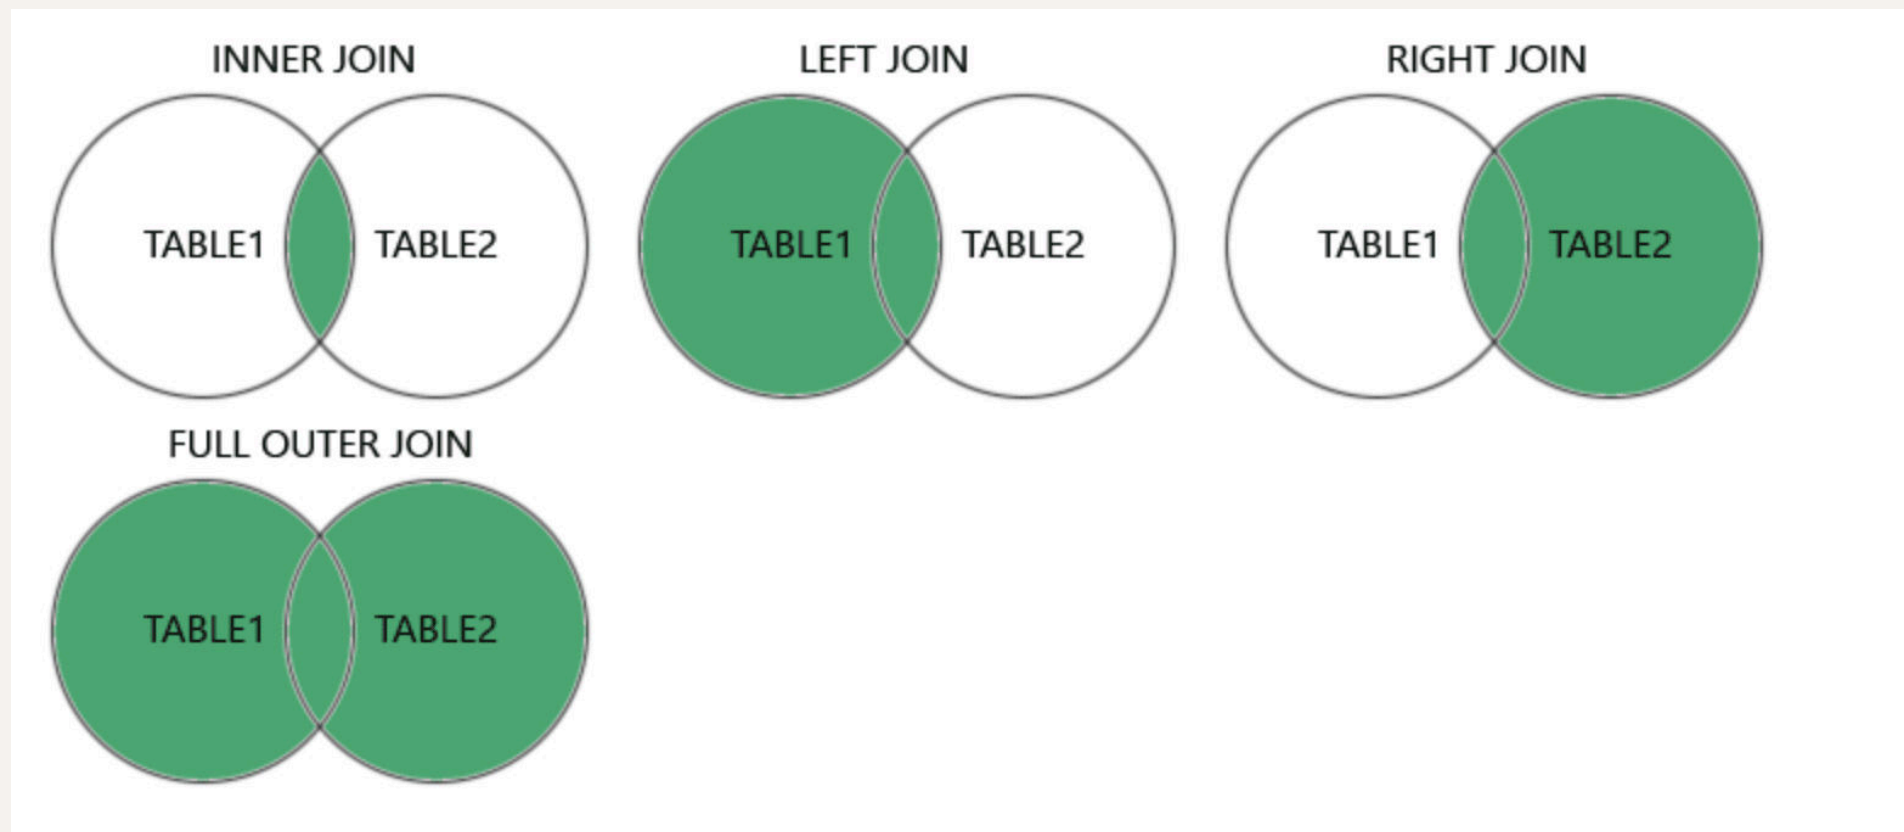 INNER JOIN
TABLE1 TABLE2
LEFT JOIN
TABLE1 TABLE2
RIGHT JOIN
TABLE1 TABLE2
FULL OUTER JOIN
TABLE1 TABLE2